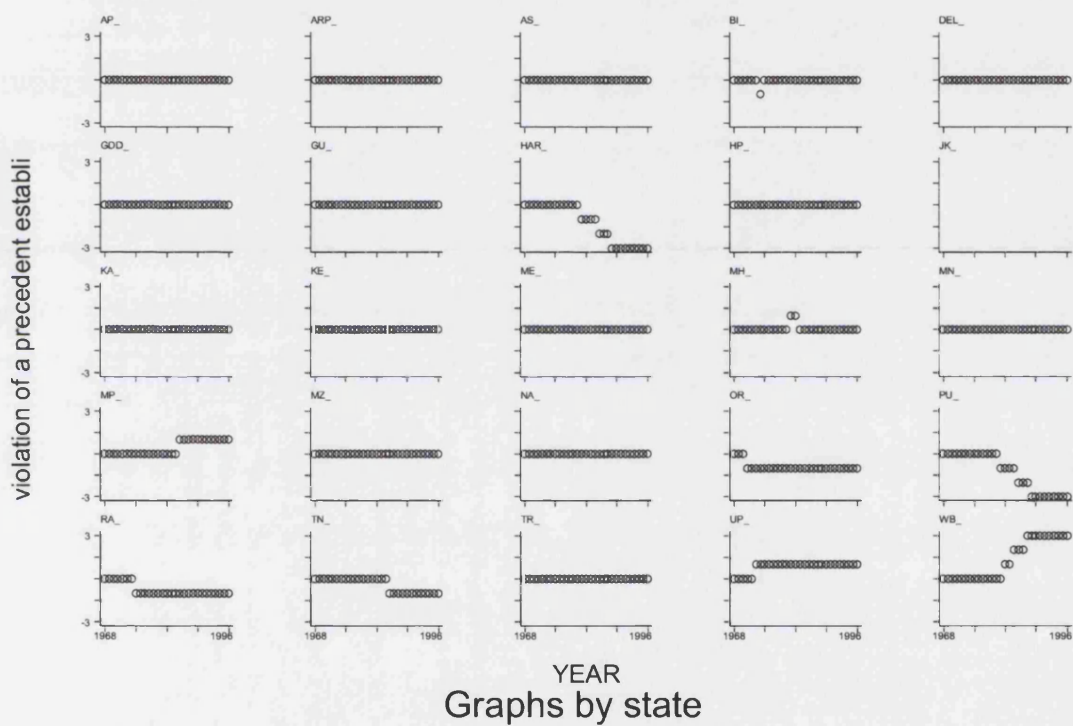 AP_ ARP_ AS_ BI_ DEL_
3
-3
GDD_ GU_ HAR_ HP_ JK_
3
-3
KA_ KE_ ME_ MH_ MN_
3
-3
MP_ MZ_ NA_ OR_ PU_
3
-3
RA_ TN_ TR_ UP_ WB_
3
-3
1968 1996 1968 1996 1968 1996 1968 1996 1968 1996
violation of a precedent establi
YEAR
Graphs by state